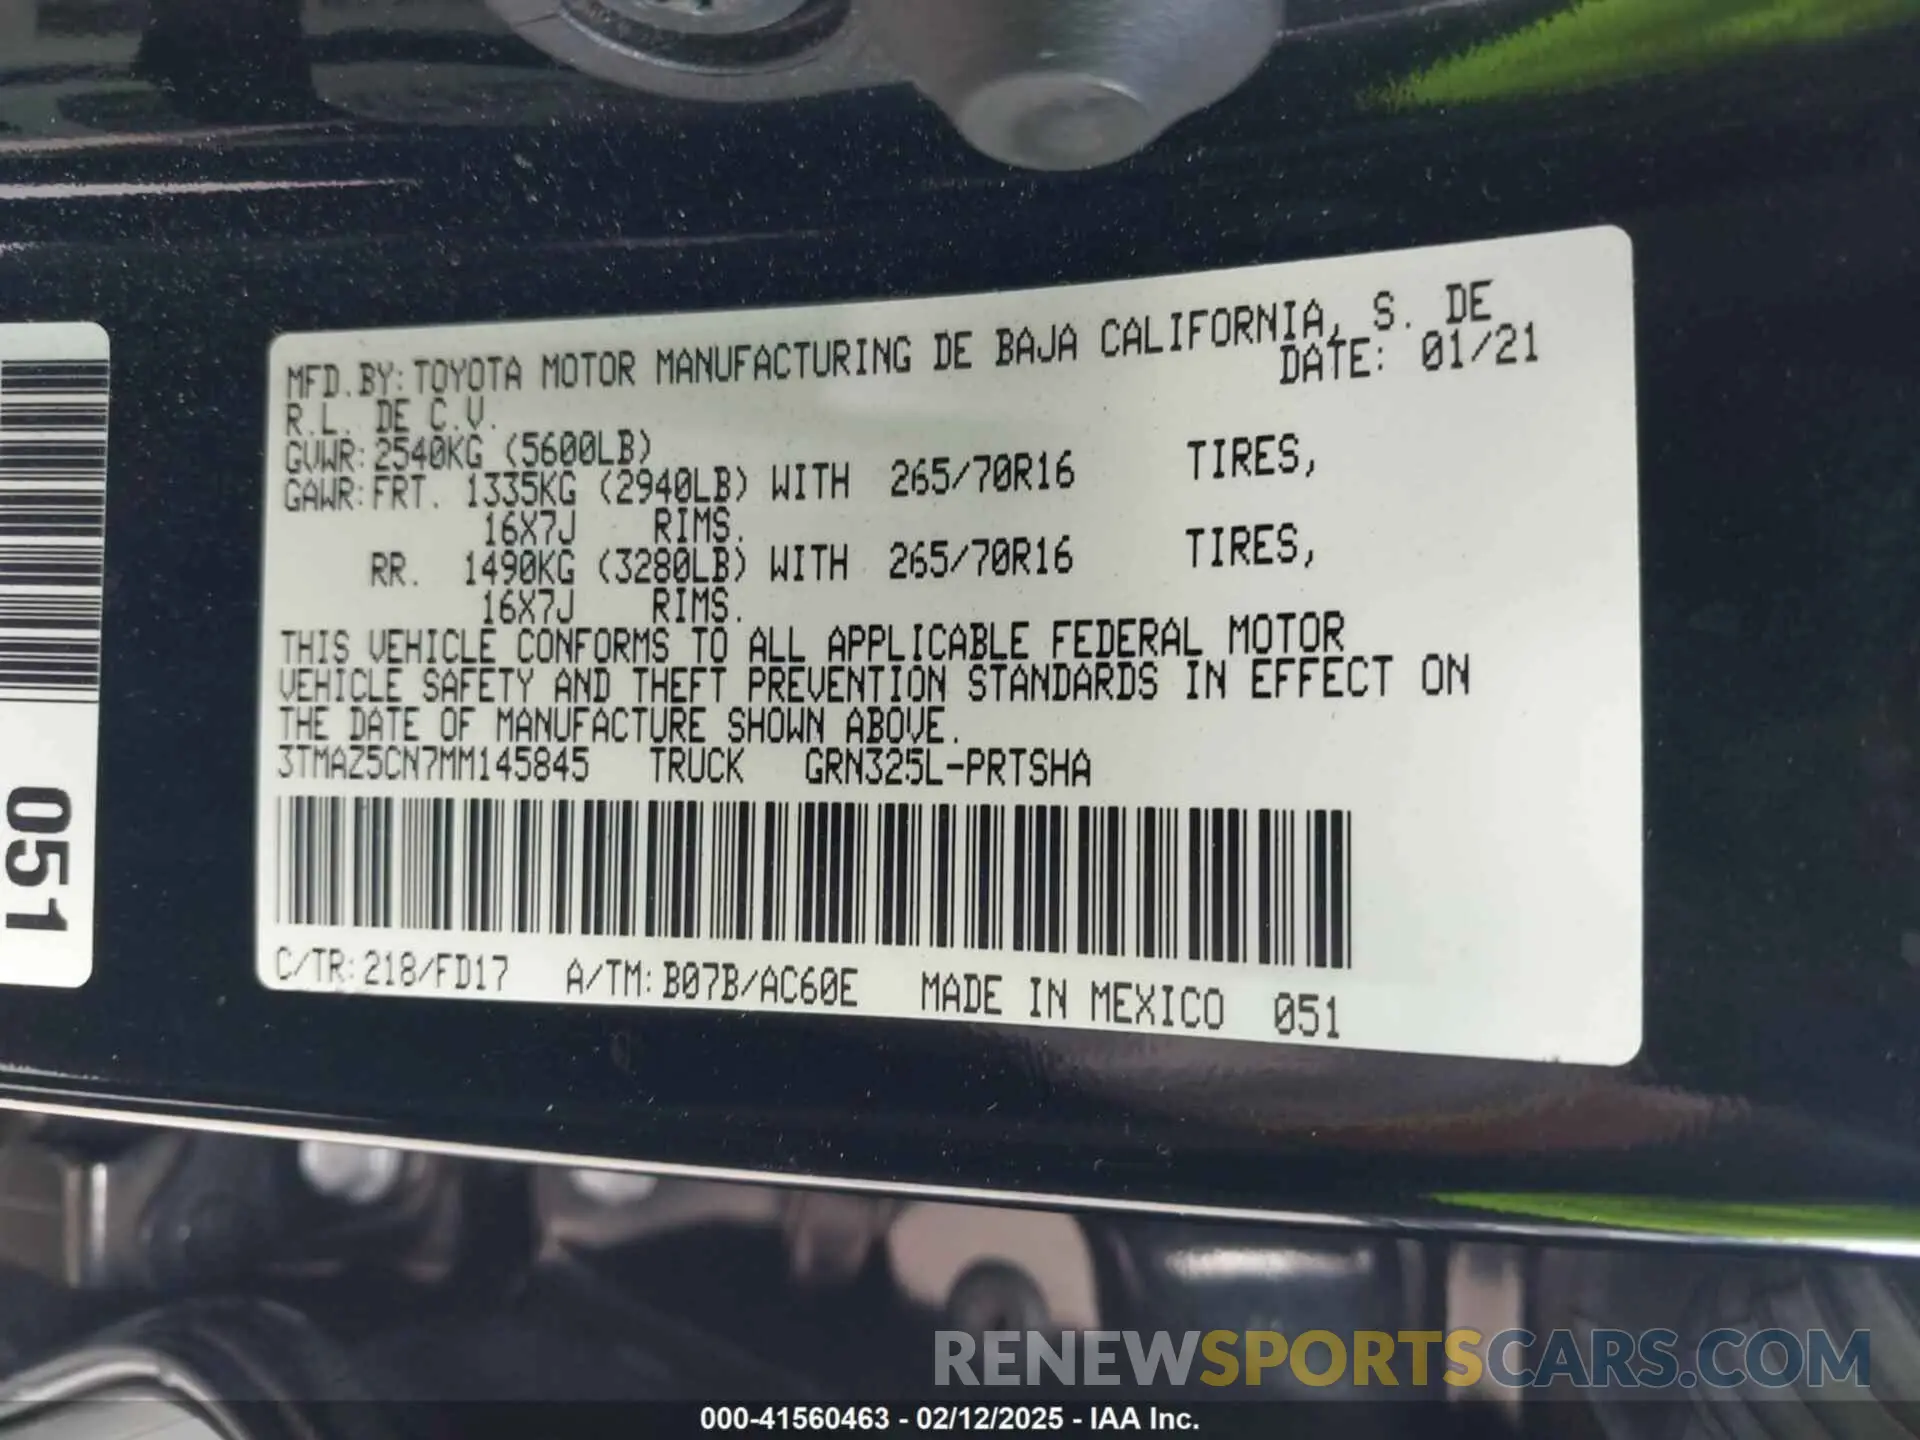 MFD.BY:TOYOTA MOTOR MANUFACTURING DE BAJA CALIFORNIA, S. DE
R.L. DE C.V. DATE: 01/21
GVWR:2540KG (5600LB)
GAWR:FRT. 1335KG (2940LB) WITH 265/70R16 TIRES,
16X7J RIMS.
RR. 1490KG (3280LB) WITH 265/70R16 TIRES,
16X7J RIMS.
THIS VEHICLE CONFORMS TO ALL APPLICABLE FEDERAL MOTOR
VEHICLE SAFETY AND THEFT PREVENTION STANDARDS IN EFFECT ON
THE DATE OF MANUFACTURE SHOWN ABOVE.
3TMAZ5CN7MM145845 TRUCK GRN325L-PRTSHA
C/TR:218/FD17 A/TM:B07B/AC60E MADE IN MEXICO 051
051
RENEWSPORTSCARS.COM
000-41560463 - 02/12/2025 - IAA Inc.